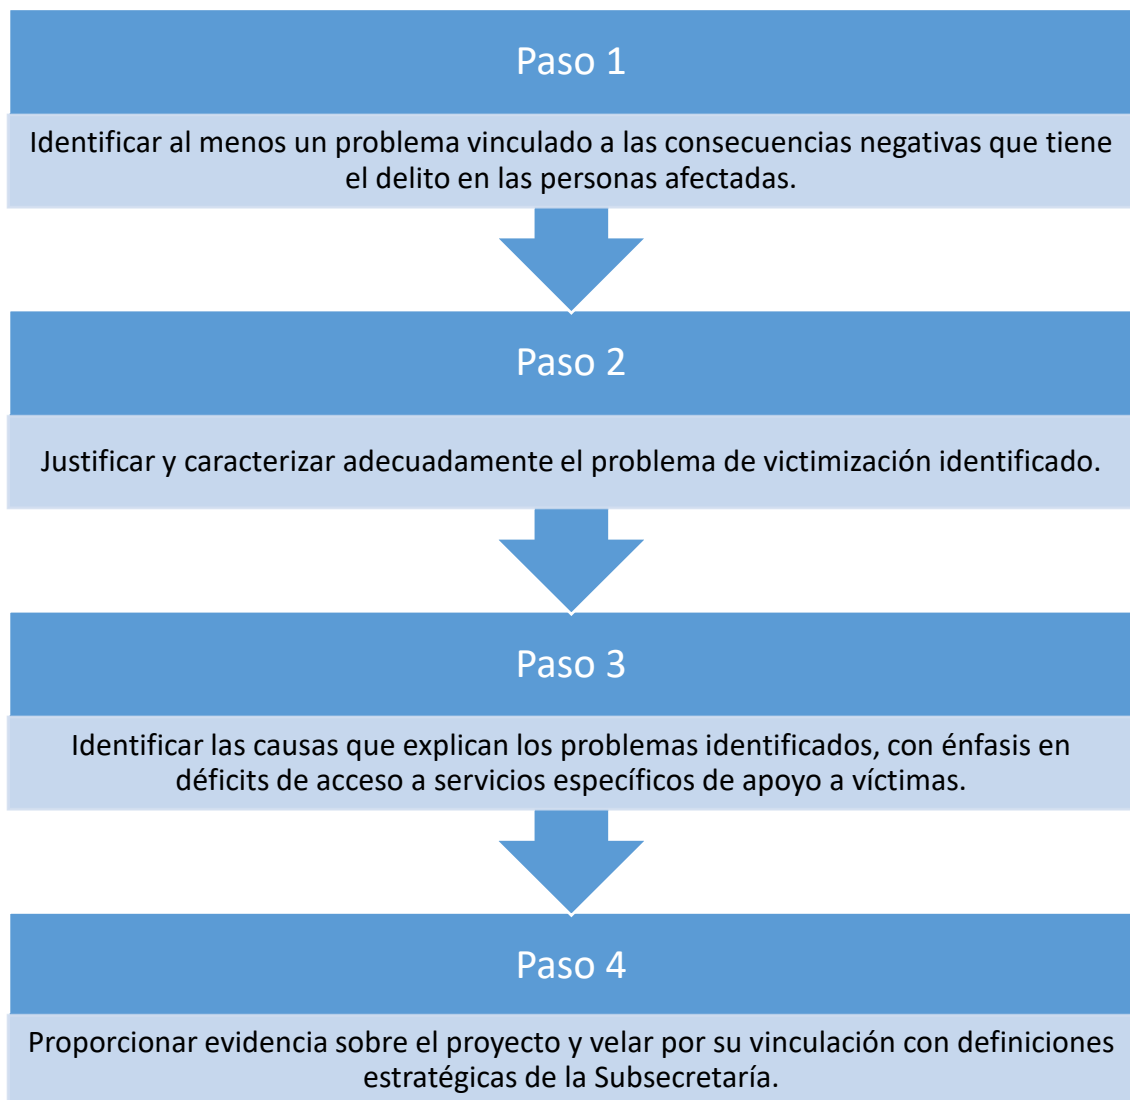 Paso 1
Identificar al menos un problema vinculado a las consecuencias negativas que tiene
el delito en las personas afectadas.
Paso 2
Justificar y caracterizar adecuadamente el problema de victimización identificado.
Paso 3
Identificar las causas que explican los problemas identificados, con énfasis en
déficits de acceso a servicios específicos de apoyo a víctimas.
Paso 4
Proporcionar evidencia sobre el proyecto y velar por su vinculación con definiciones
estratégicas de la Subsecretaría.